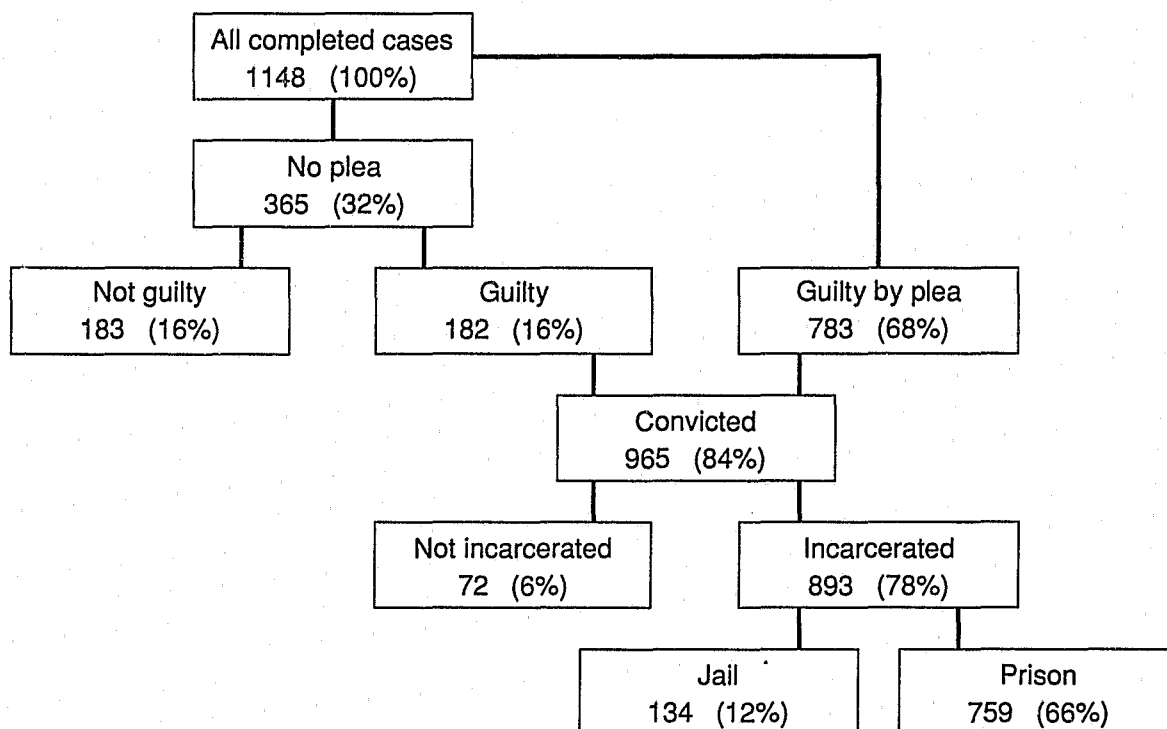 All completed cases
1148 (100%)
No plea
365 (32%)
Not guilty
183 (16%)
Guilty
182 (16%)
Guilty by plea
783 (68%)
Convicted
965 (84%)
Not incarcerated
72 (6%)
Incarcerated
893 (78%)
Jail
134 (12%)
Prison
759 (66%)